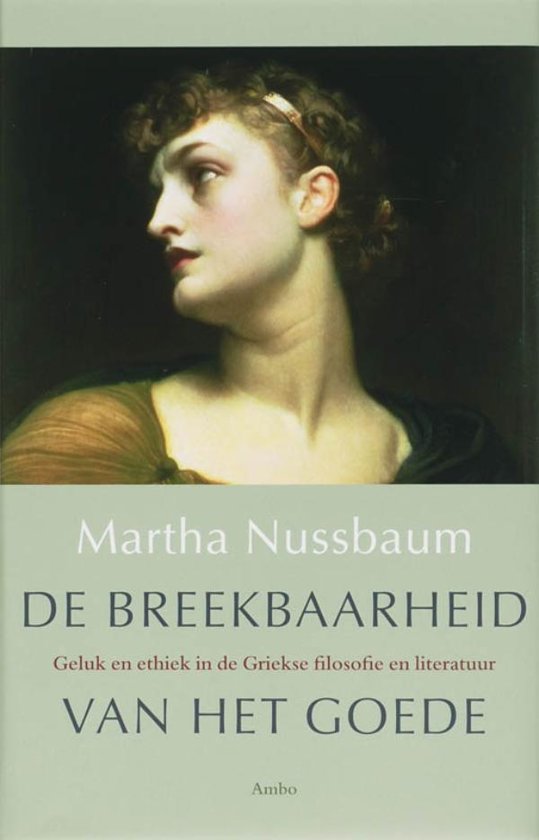 Martha Nussbaum
DE BREEKBAARHEID
Geluk en ethiek in de Griekse filosofie en literatuur
VAN HET GOEDE
Ambo